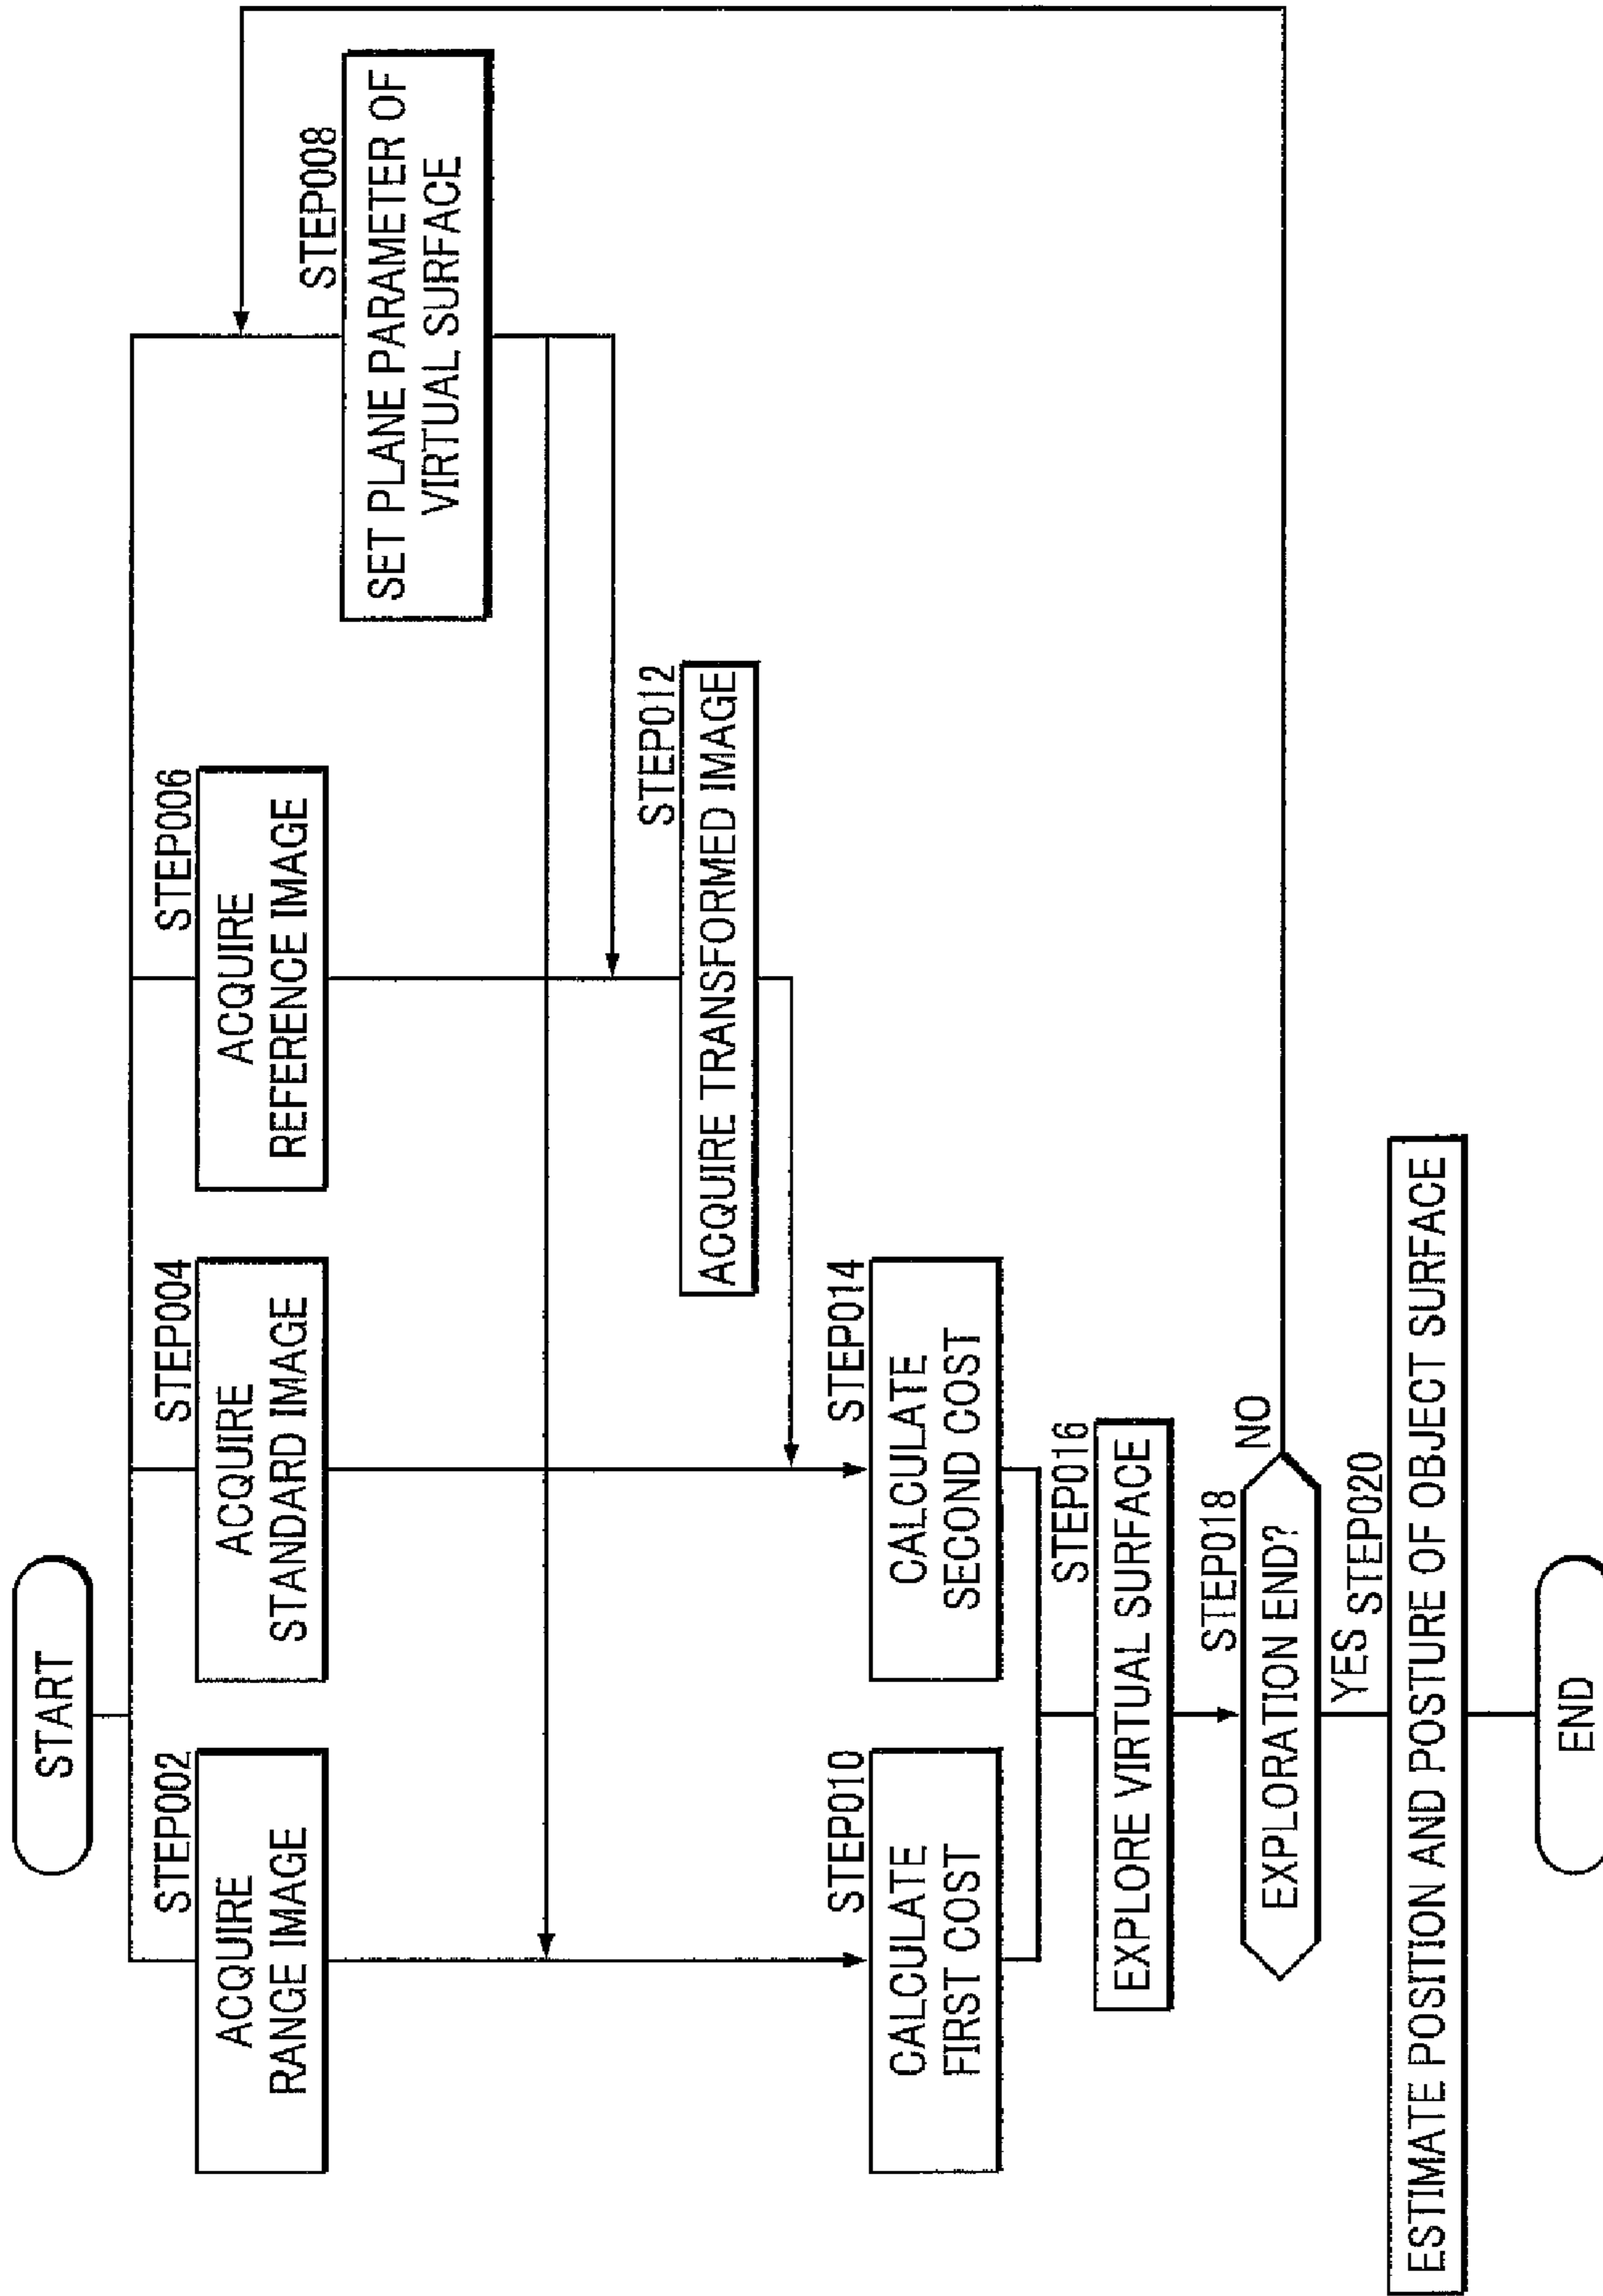 START
STEP002
ACQUIRE
RANGE IMAGE
STEP004
ACQUIRE
STANDARD IMAGE
STEP006
ACQUIRE
REFERENCE IMAGE
STEP008
SET PLANE PARAMETER OF
VIRTUAL SURFACE
STEP012
ACQUIRE TRANSFORMED IMAGE
STEP010
CALCULATE
FIRST COST
STEP014
CALCULATE
SECOND COST
STEP016
EXPLORE VIRTUAL SURFACE
STEP018
EXPLORATION END?
NO
YES
STEP020
ESTIMATE POSITION AND POSTURE OF OBJECT SURFACE
END